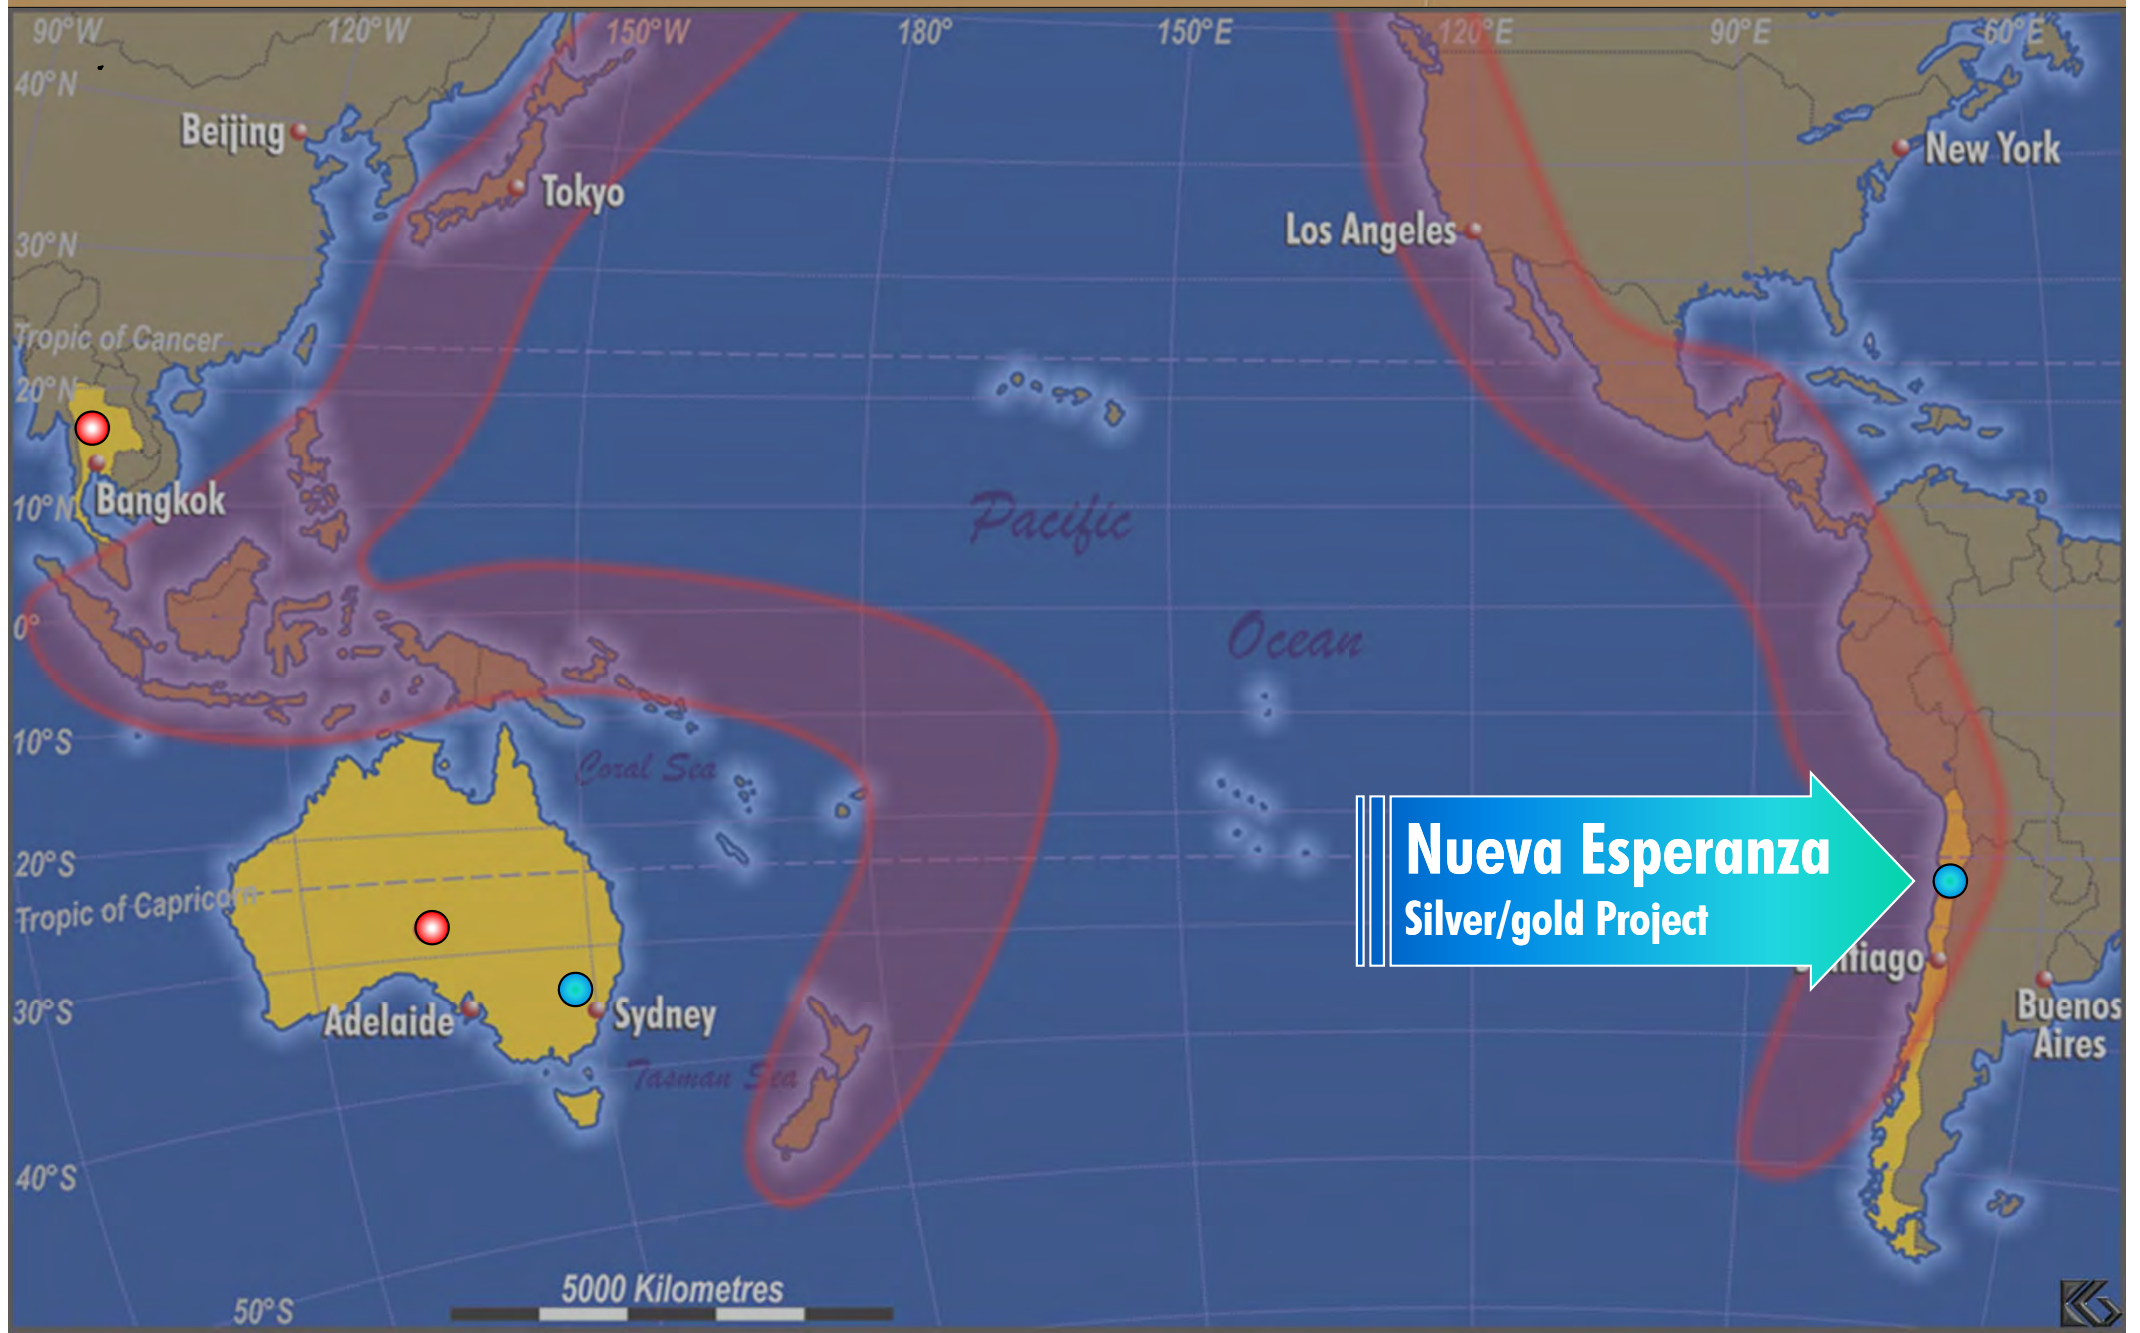 90°W
120°W
150°W
180°
150°E
120°E
90°E
60°E
40°N
Beijing
New York
Tokyo
Los Angeles
30°N
Tropic of Cancer
20°N
Bangkok
10°N
Pacific
Ocean
0°
10°S
Coral Sea
Nueva Esperanza
Silver/gold Project
20°S
Tropic of Capricorn
ntiago
30°S
Adelaide
Sydney
Buenos
Aires
Tasman Sea
40°S
5000 Kilometres
50°S